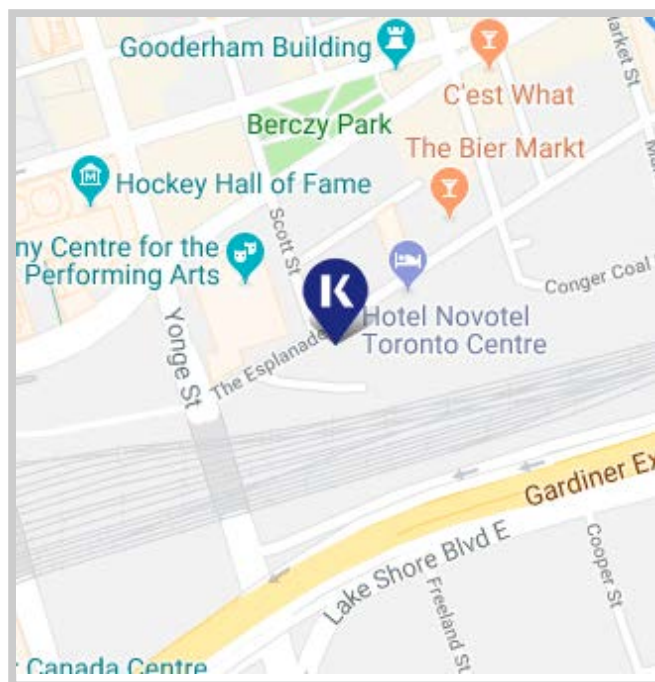 Gooderham Building
Market St
C'est What
Berczy Park
The Bier Markt
Hockey Hall of Fame
Scott St
ny Centre for the
Performing Arts
K
Conger Coal
Hotel Novotel
Toronto Centre
The Esplanade
Yonge St
Gardiner Ex
Lake Shore Blvd E
Cooper St
Freeland St
Canada Centre